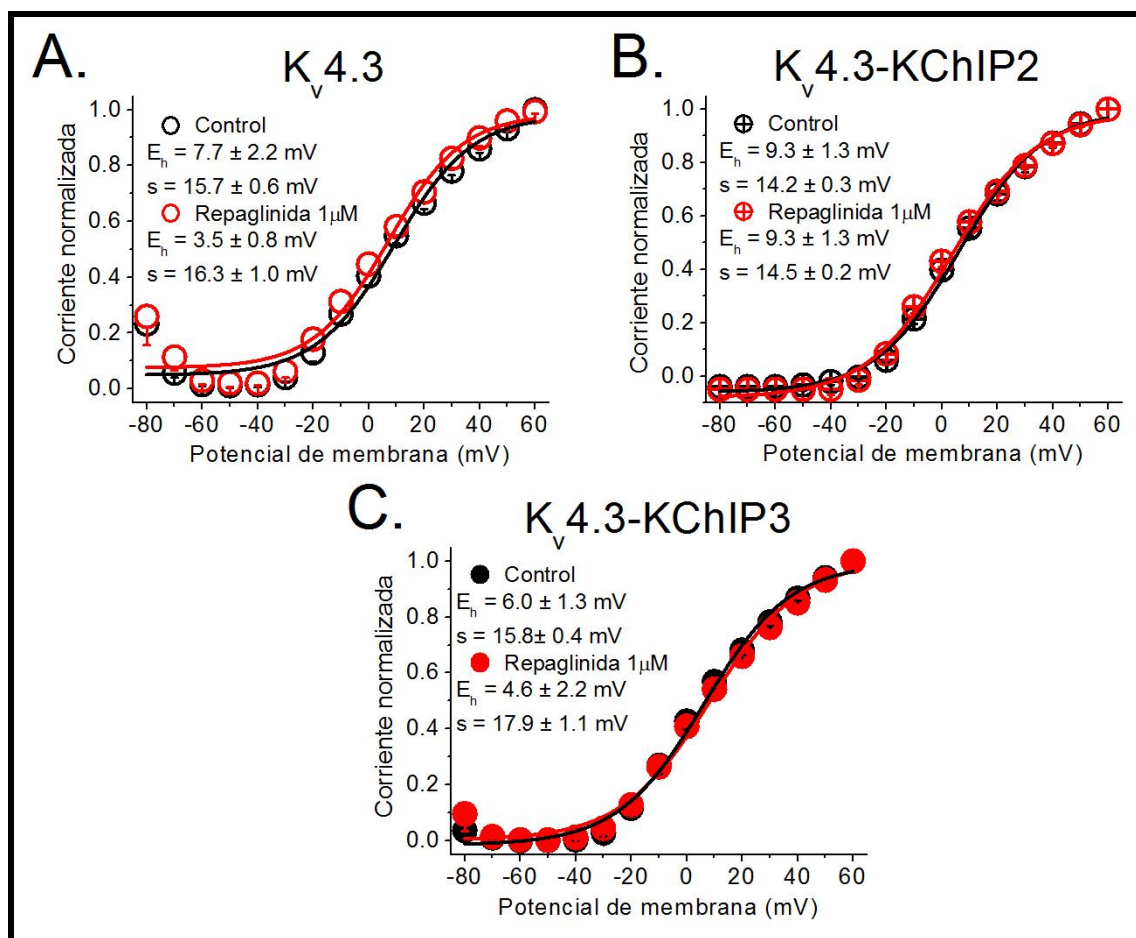 A.
Kv4.3
Corriente normalizada
1.0
0.8
0.6
0.4
0.2
0.0
Control
Eh = 7.7 ± 2.2 mV
s = 15.7 ± 0.6 mV
Repaglinida 1μM
Eh = 3.5 ± 0.8 mV
s = 16.3 ± 1.0 mV
-80 -60 -40 -20 0 20 40 60
Potencial de membrana (mV)
B.
Kv4.3-KChIP2
Corriente normalizada
1.0
0.8
0.6
0.4
0.2
0.0
Control
Eh = 9.3 ± 1.3 mV
s = 14.2 ± 0.3 mV
Repaglinida 1μM
Eh = 9.3 ± 1.3 mV
s = 14.5 ± 0.2 mV
-80 -60 -40 -20 0 20 40 60
Potencial de membrana (mV)
C.
Kv4.3-KChIP3
Corriente normalizada
1.0
0.8
0.6
0.4
0.2
0.0
Control
Eh = 6.0 ± 1.3 mV
s = 15.8± 0.4 mV
Repaglinida 1μM
Eh = 4.6 ± 2.2 mV
s = 17.9 ± 1.1 mV
-80 -60 -40 -20 0 20 40 60
Potencial de membrana (mV)